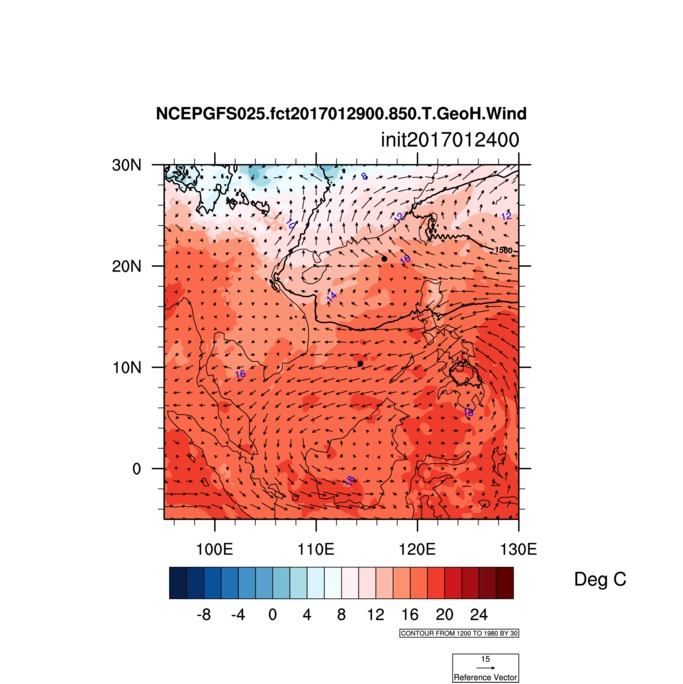 NCEPGFS025.fct2017012900.850.T.GeoH.Wind
init2017012400
30N
20N
10N
0
8
10
12
12
1560
16
14
16
18
18
100E
110E
120E
130E
-8
-4
0
4
8
12
16
20
24
Deg C
CONTOUR FROM 1200 TO 1980 BY 30
15
Reference Vector